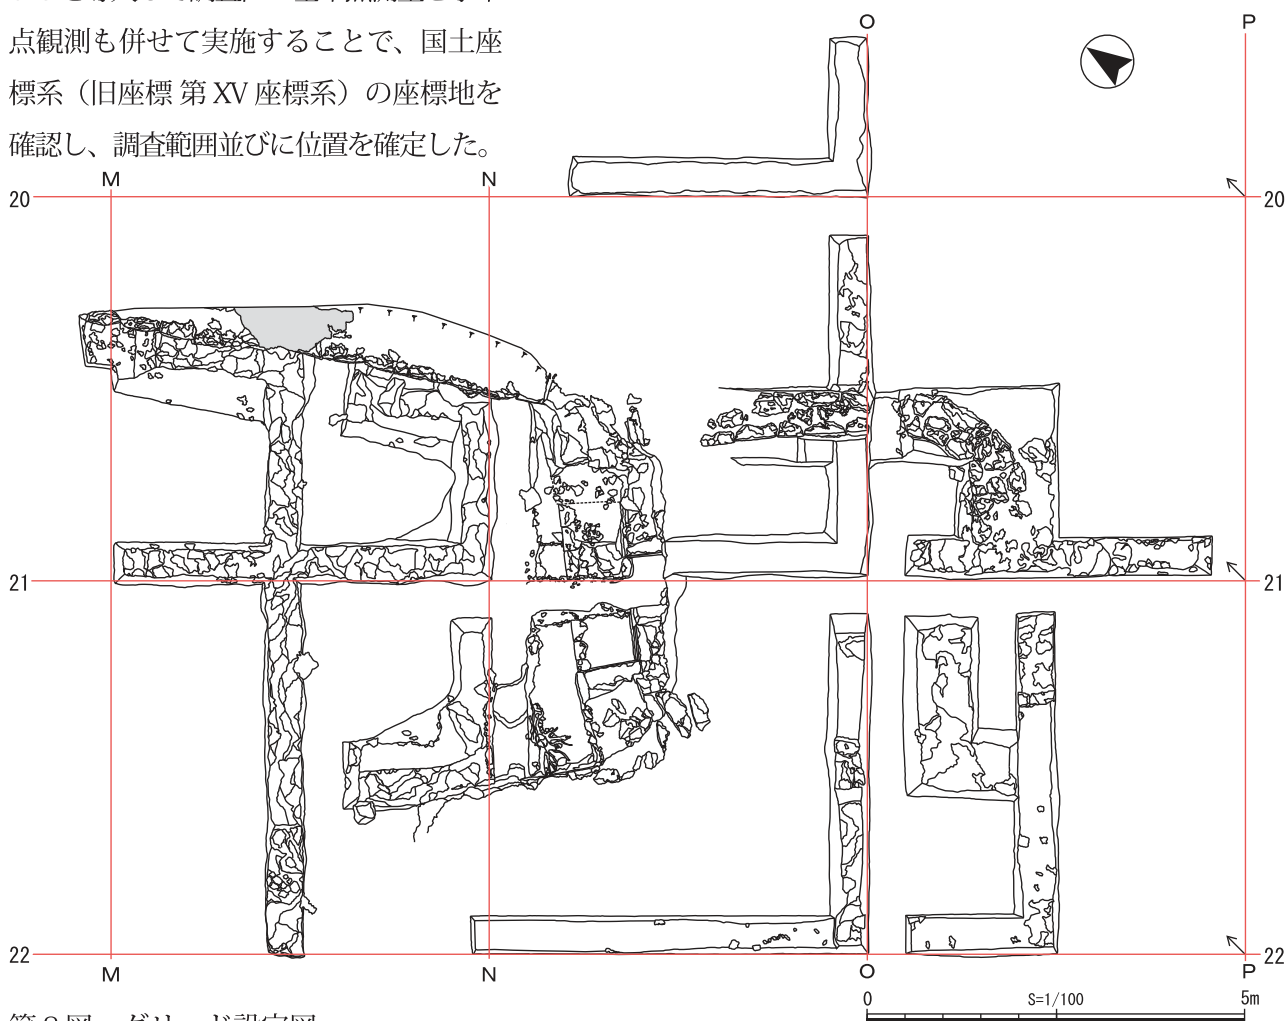 点観測も併せて実施することで、国土座
標系（旧座標 第 XV 座標系）の座標地を
確認し、調査範囲並びに位置を確定した。
O P
M N
20 20
21 21
22 22
M N O P
0 S=1/100 5m